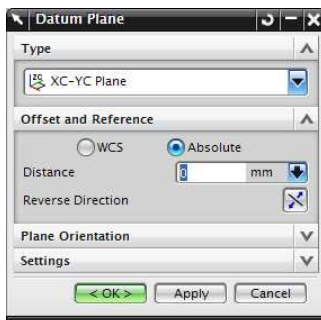 Datum Plane
Type
XC-YC Plane
Offset and Reference
WCS Absolute
Distance 0 mm
Reverse Direction
Plane Orientation
Settings
< OK > Apply Cancel